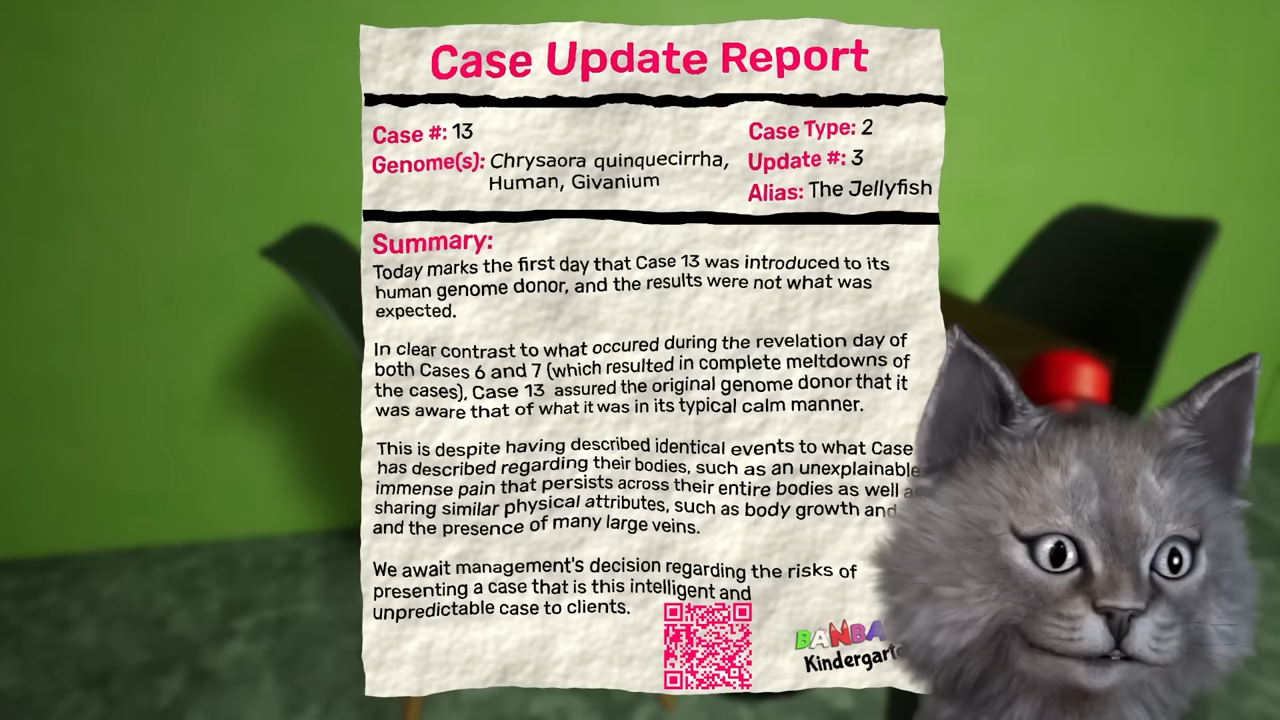 Case Update Report
Case #: 13
Case Type: 2
Genome(s): Chrysaora quinquecirrha,
Human, Givanium
Update #: 3
Alias: The Jellyfish
Summary:
Today marks the first day that Case 13 was introduced to its
human genome donor, and the results were not what was
expected.
In clear contrast to what occured during the revelation day of
both Cases 6 and 7 (which resulted in complete meltdowns of
the cases), Case 13 assured the original genome donor that it
was aware that of what it was in its typical calm manner.
This is despite having described identical events to what Case
has described regarding their bodies, such as an unexplainable
immense pain that persists across their entire bodies as well as
sharing similar physical attributes, such as body growth and
and the presence of many large veins.
We await management's decision regarding the risks of
presenting a case that is this intelligent and
unpredictable case to clients.